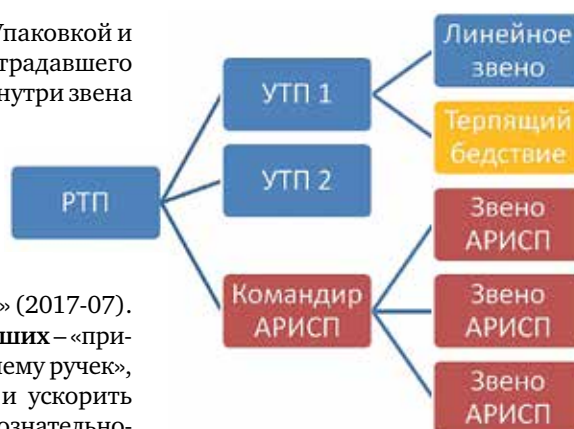 Упаковкой и
традавшего
нутри звена
» (2017-07).
ших – «при-
ему ручек»,
и ускорить
ознательно-
РТП
УТП 1
УТП 2
Командир
АРИСП
Линейное
звено
Терпящий
бедствие
Звено
АРИСП
Звено
АРИСП
Звено
АРИСП